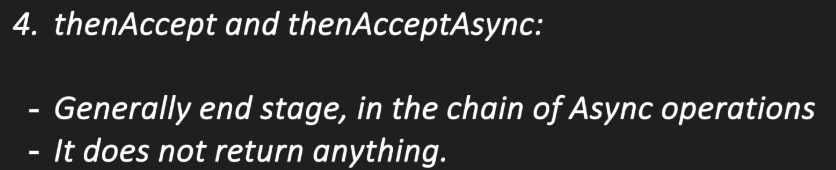 4. thenAccept and thenAcceptAsync:
- Generally end stage, in the chain of Async operations
- It does not return anything.